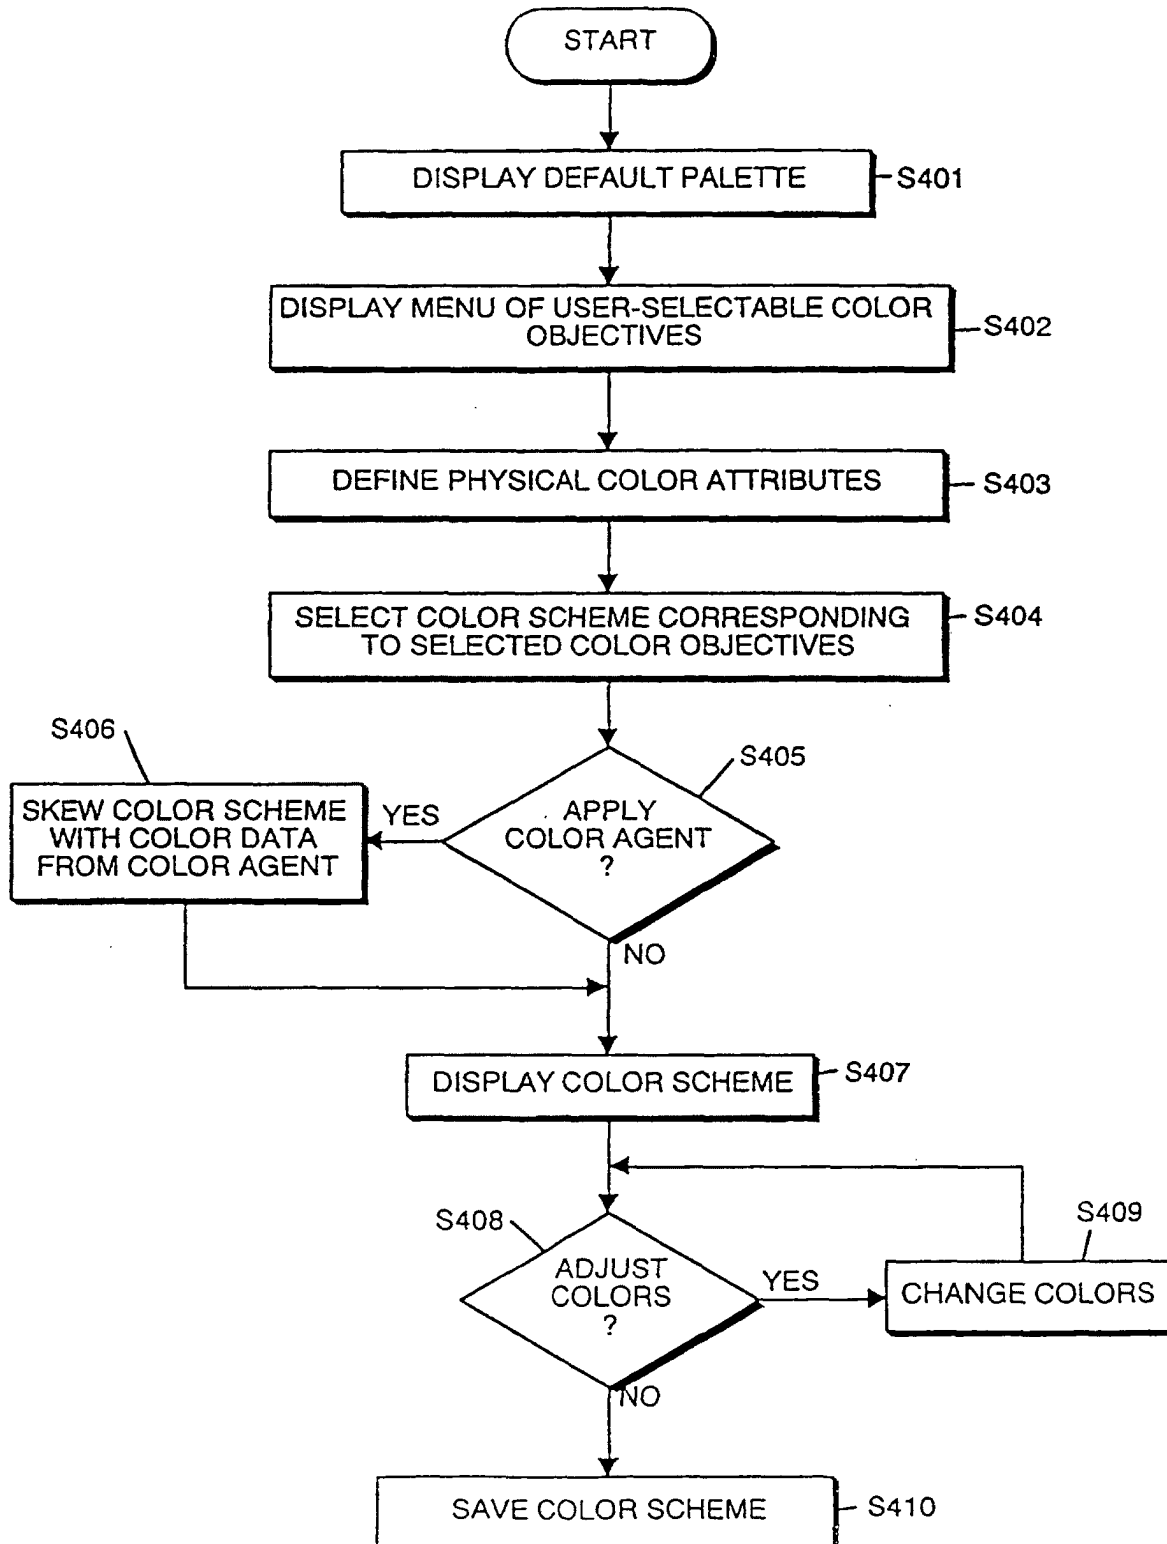 START
DISPLAY DEFAULT PALETTE
S401
DISPLAY MENU OF USER-SELECTABLE COLOR
OBJECTIVES
S402
DEFINE PHYSICAL COLOR ATTRIBUTES
S403
SELECT COLOR SCHEME CORRESPONDING
TO SELECTED COLOR OBJECTIVES
S404
S406
SKEW COLOR SCHEME
WITH COLOR DATA
FROM COLOR AGENT
YES
S405
APPLY
COLOR AGENT
?
NO
DISPLAY COLOR SCHEME
S407
S408
ADJUST
COLORS
?
YES
S409
CHANGE COLORS
NO
SAVE COLOR SCHEME
S410